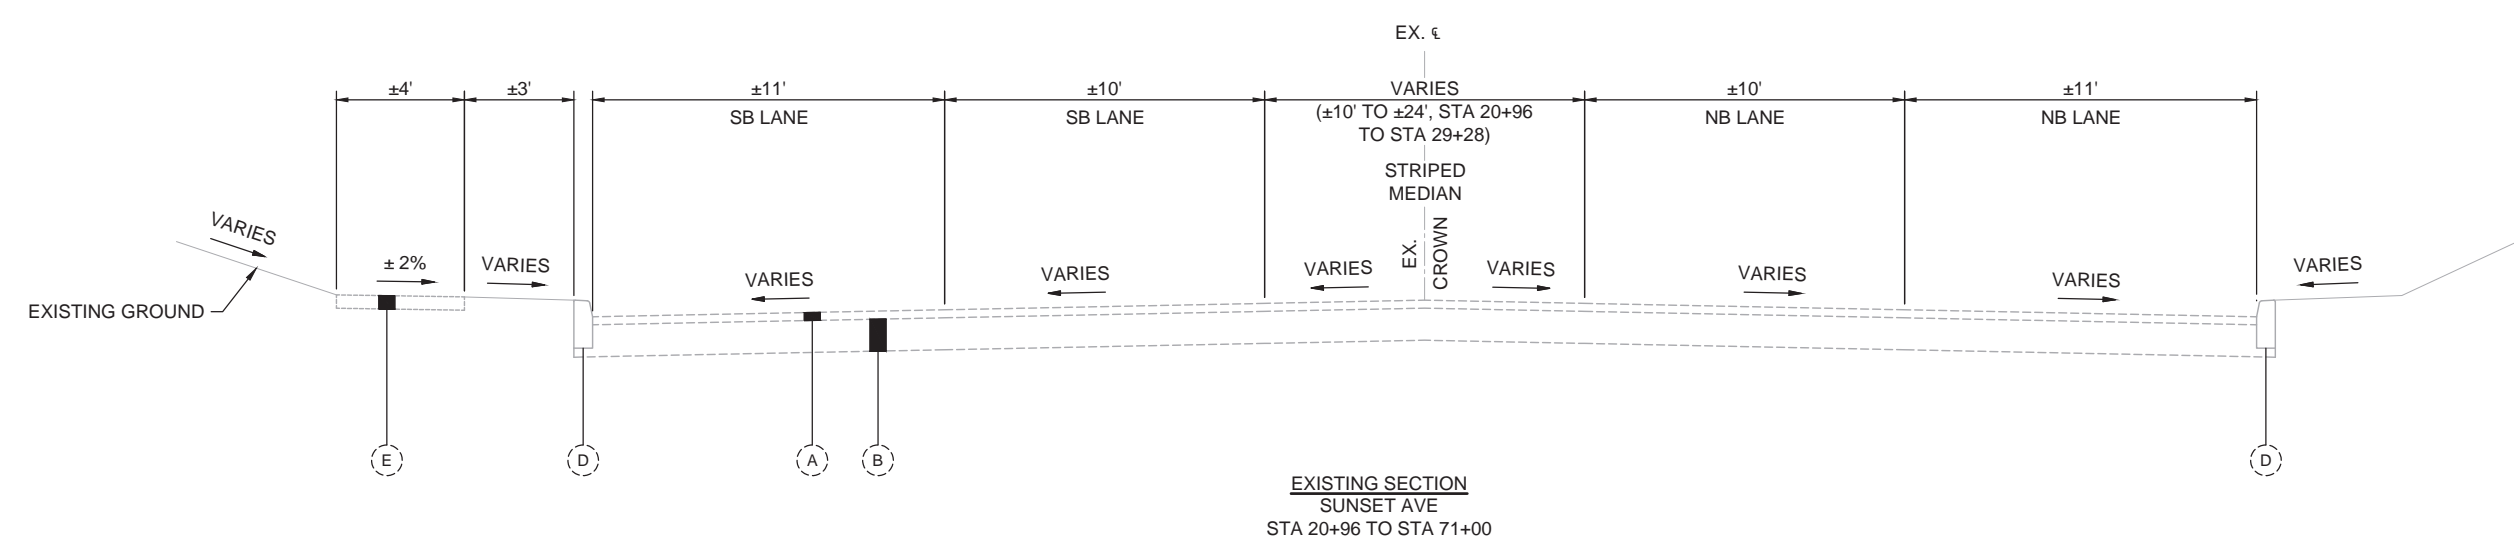 EX. ℄
±4'
±3'
±11'
SB LANE
±10'
SB LANE
VARIES
(±10' TO ±24', STA 20+96
TO STA 29+28)
STRIPED
MEDIAN
±10'
NB LANE
±11'
NB LANE
EX.
CROWN
VARIES
± 2%
VARIES
VARIES
VARIES
VARIES
VARIES
VARIES
VARIES
VARIES
EXISTING GROUND
E
D
A
B
D
EXISTING SECTION
SUNSET AVE
STA 20+96 TO STA 71+00